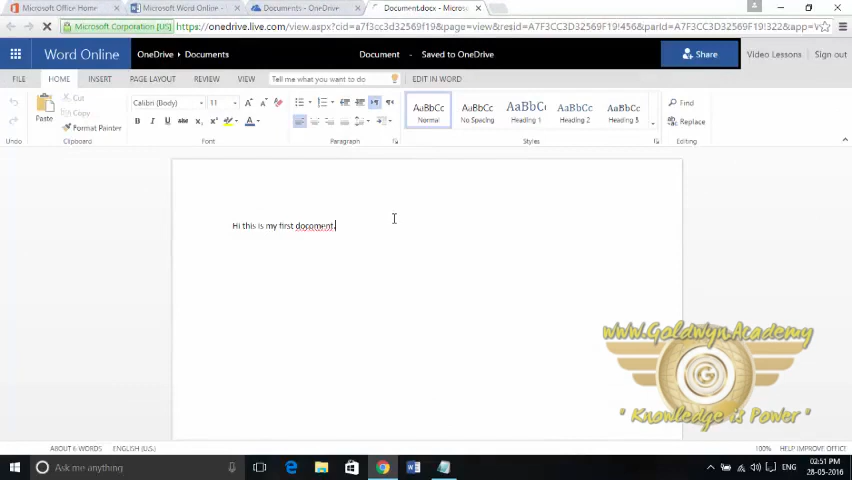 Microsoft Office Home
Microsoft Word Online -
Documents - OneDrive
Document.docx - Micros
Microsoft Corporation [US]
https://onedrive.live.com/view.aspx?cid=a7f3cc3d32569f19&page=view&resid=A7F3CC3D32569F19!456&parId=A7F3CC3D32569F19!322&app=W
Word Online
OneDrive
Documents
Document - Saved to OneDrive
Share
Video Lessons
Sign out
FILE
HOME
INSERT
PAGE LAYOUT
REVIEW
VIEW
Tell me what you want to do
EDIT IN WORD
Undo
Paste
Cut
Copy
Format Painter
Clipboard
Calibri (Body)
11
B I U abc x₂ x² A
Font
Paragraph
AaBbCc
Normal
AaBbCc
No Spacing
AaBbC
Heading 1
AaBbCc
Heading 2
AaBbCc
Heading 3
Styles
Find
Replace
Editing
Hi this is my first docoment.
www.GoldwynAcademy
G
" Knowledge is Power "
ABOUT 6 WORDS
ENGLISH (U.S.)
100%
HELP IMPROVE OFFICE
Ask me anything
ENG
02:51 PM
28-05-2016